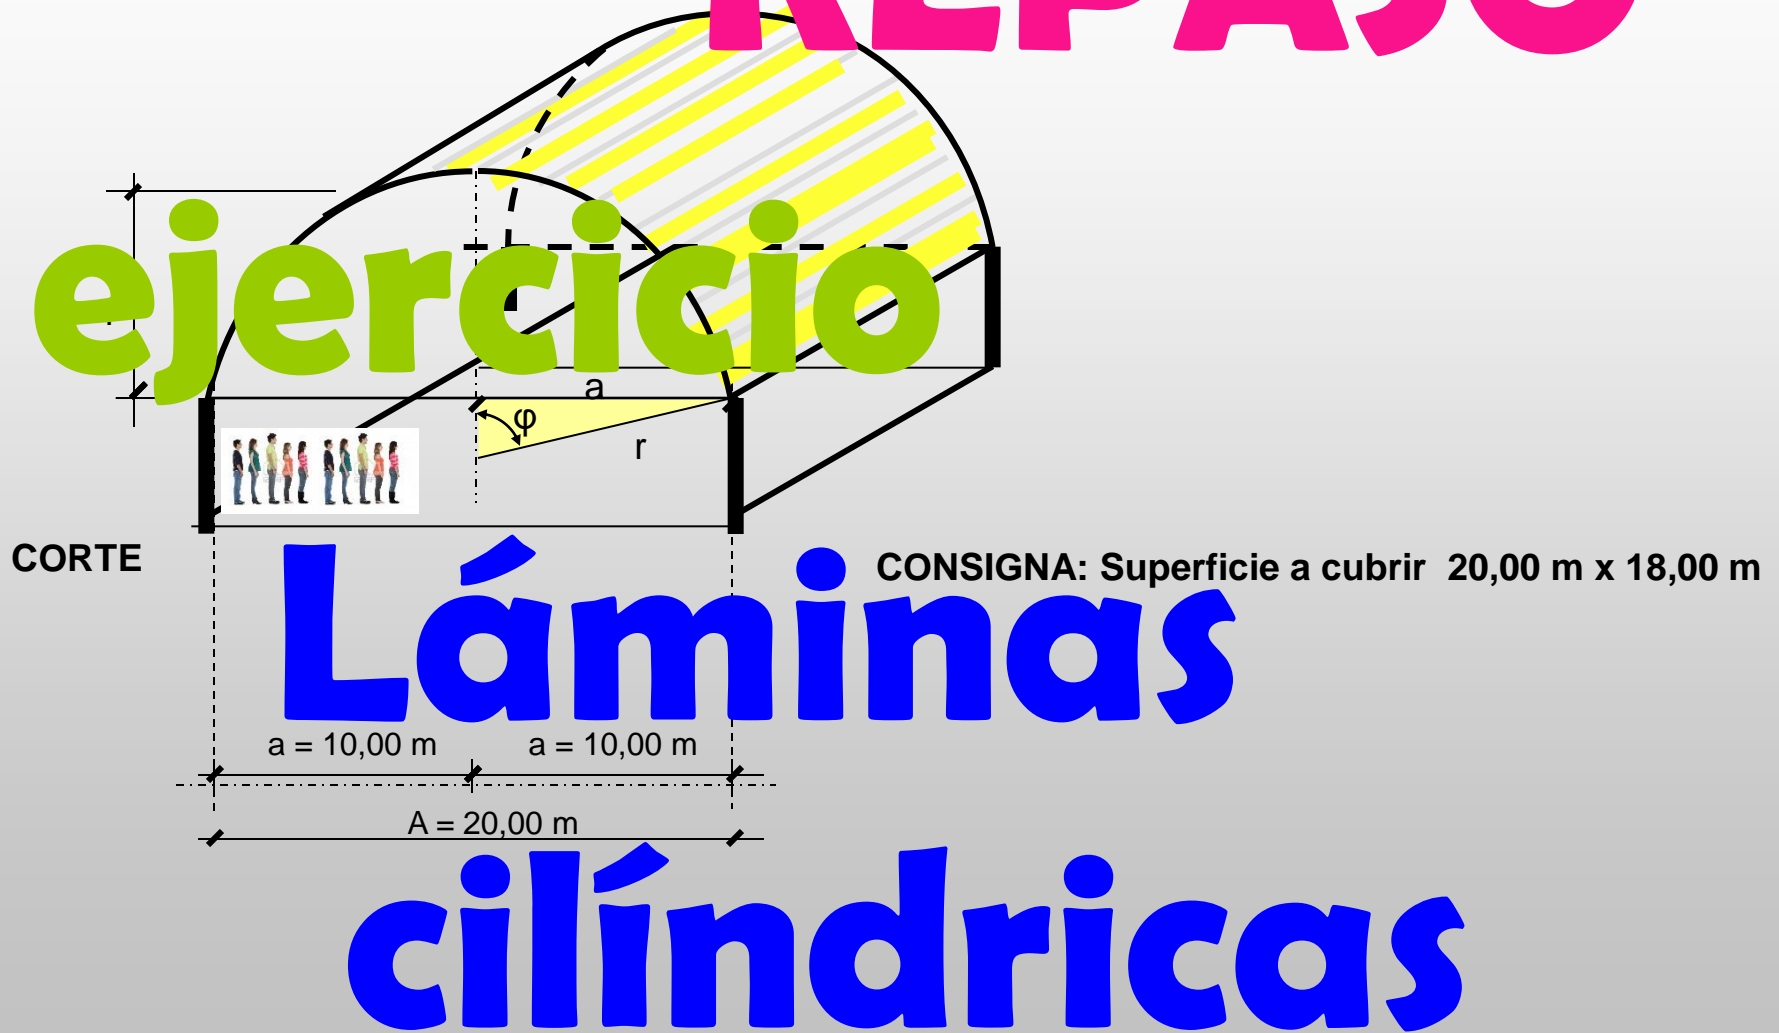 REPASO
ejercicio
a
φ
r
CORTE
CONSIGNA: Superficie a cubrir 20,00 m x 18,00 m
Láminas
a = 10,00 m
a = 10,00 m
A = 20,00 m
cilíndricas